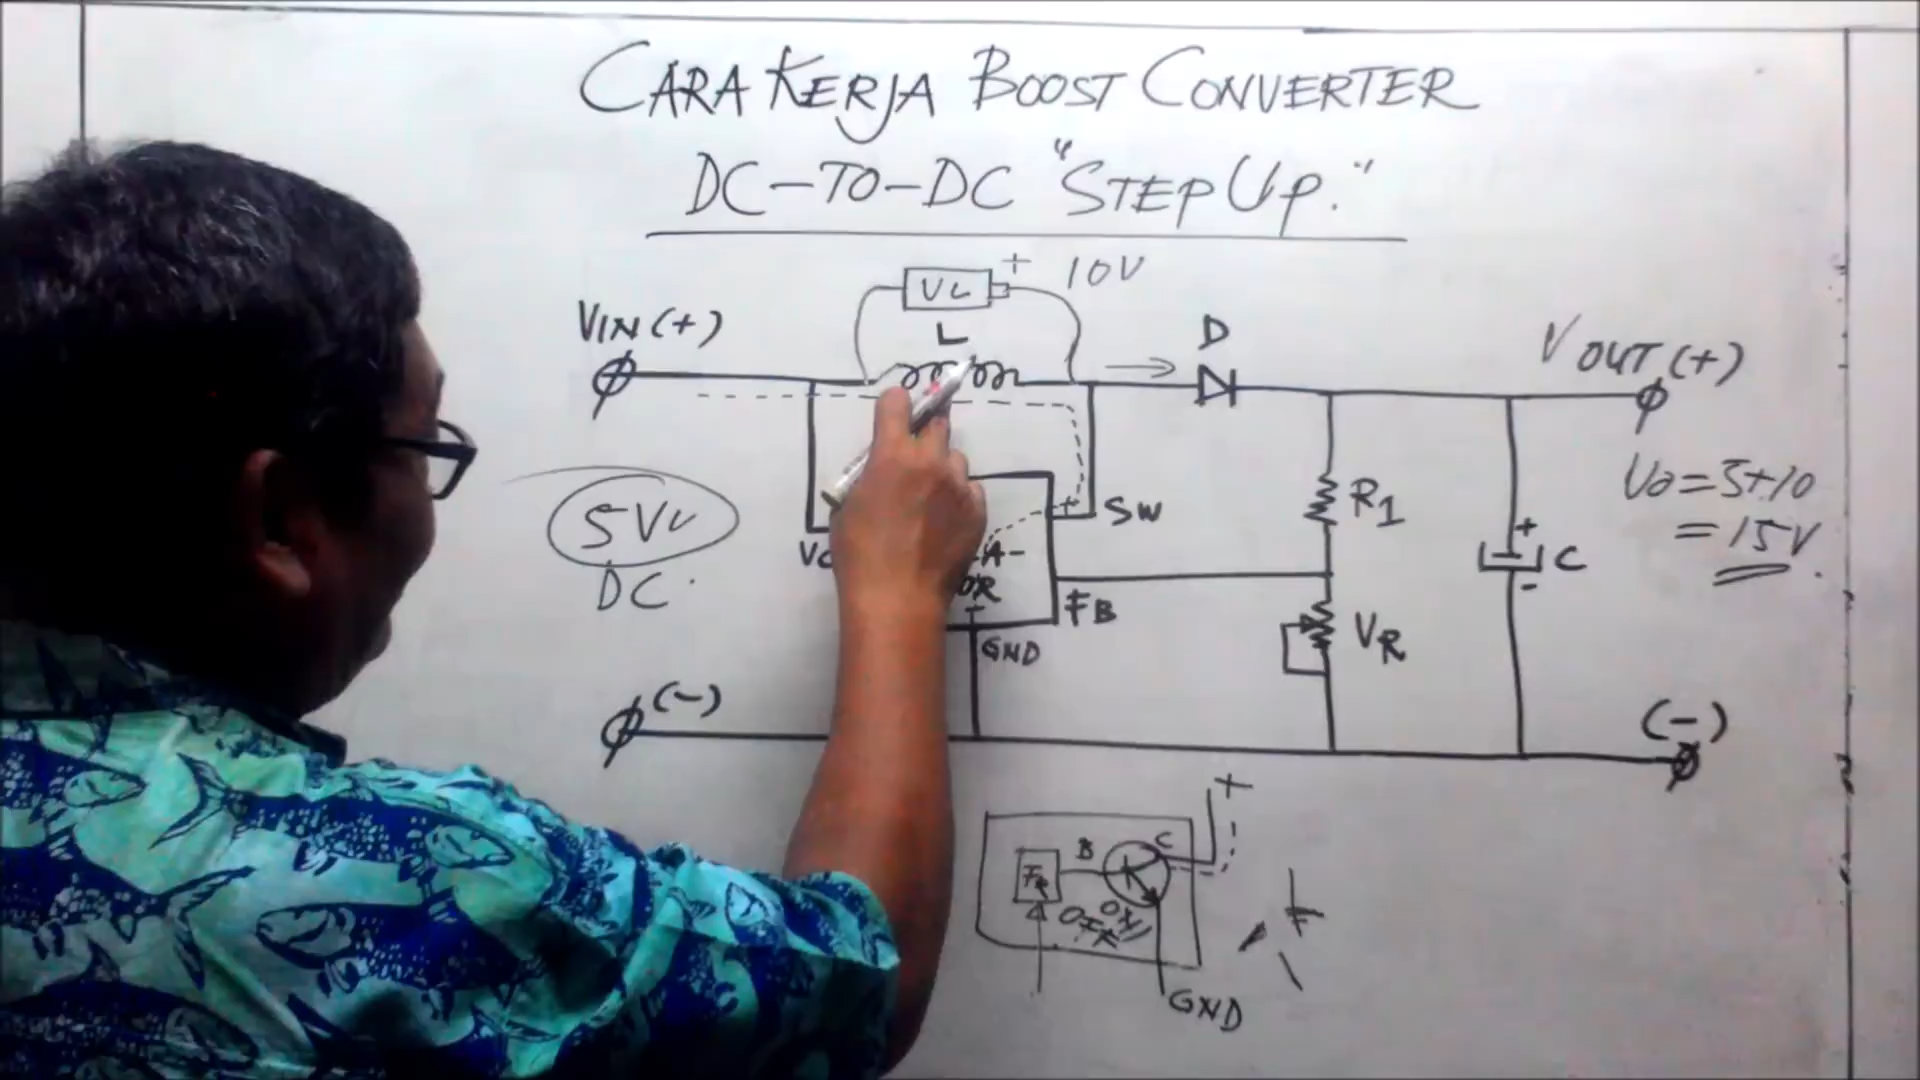 CARA KERJA BOOST CONVERTER
DC-TO-DC "STEP UP."
VL + 10V
L
VIN (+)
D
VOUT (+)
5V
DC
SW
+
R1
Vo = 5+10
= 15V
+
C
-
-A-
OR
FB
GND
VR
(-)
(-)
+
B
C
ON
OFF
GND